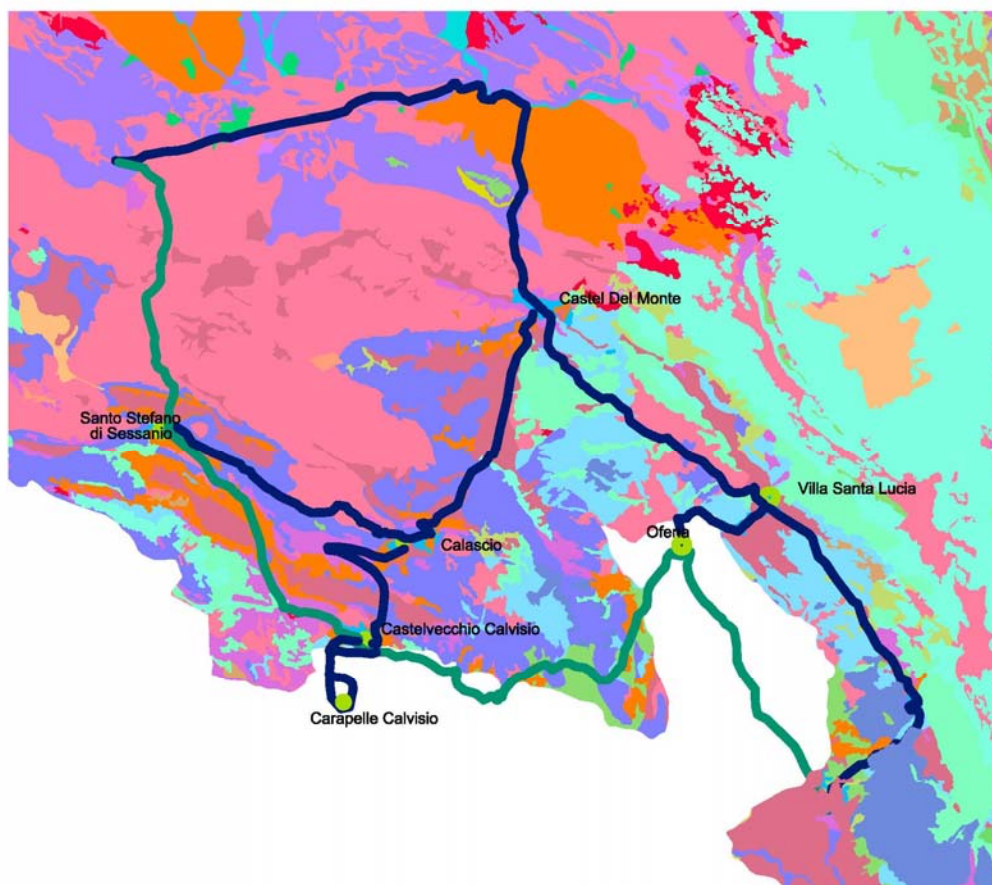 Castel Del Monte
Santo Stefano
di Sessanio
Villa Santa Lucia
Ofena
Calascio
Castelvecchio Calvisio
Carapelle Calvisio